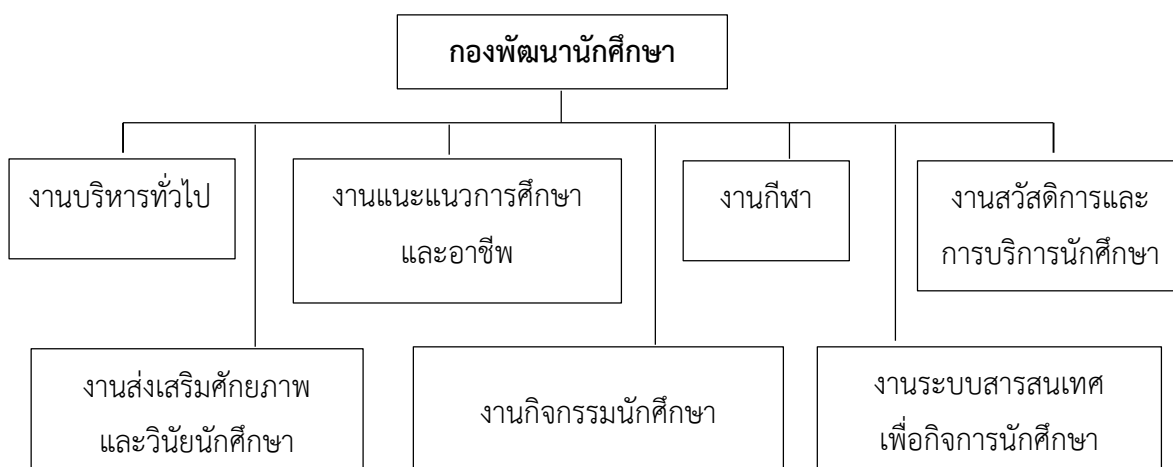 กองพัฒนานักศึกษา
งานบริหารทั่วไป
งานแนะแนวการศึกษา
และอาชีพ
งานกีฬา
งานสวัสดิการและ
การบริการนักศึกษา
งานส่งเสริมศักยภาพ
และวินัยนักศึกษา
งานกิจกรรมนักศึกษา
งานระบบสารสนเทศ
เพื่อกิจการนักศึกษา